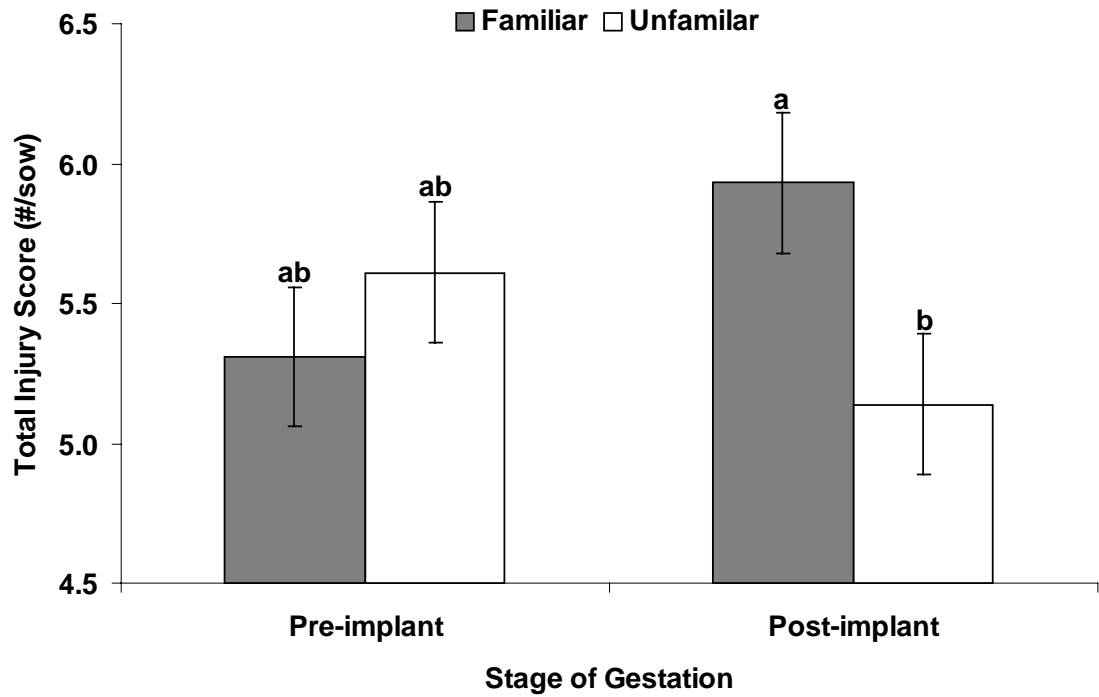 Familiar Unfamilar
6.5
6.0
5.5
5.0
4.5
Total Injury Score (#/sow)
ab
ab
a
b
Pre-implant Post-implant
Stage of Gestation